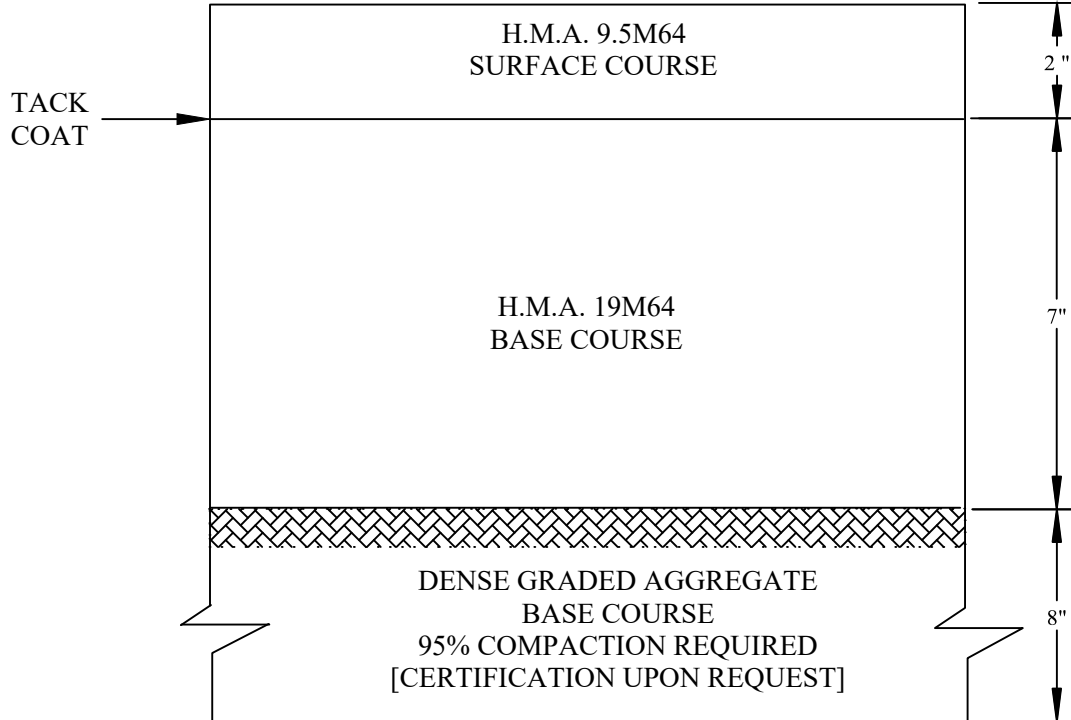 H.M.A. 9.5M64
SURFACE COURSE
2 "
TACK
COAT
H.M.A. 19M64
BASE COURSE
7"
DENSE GRADED AGGREGATE
BASE COURSE
95% COMPACTION REQUIRED
[CERTIFICATION UPON REQUEST]
8"